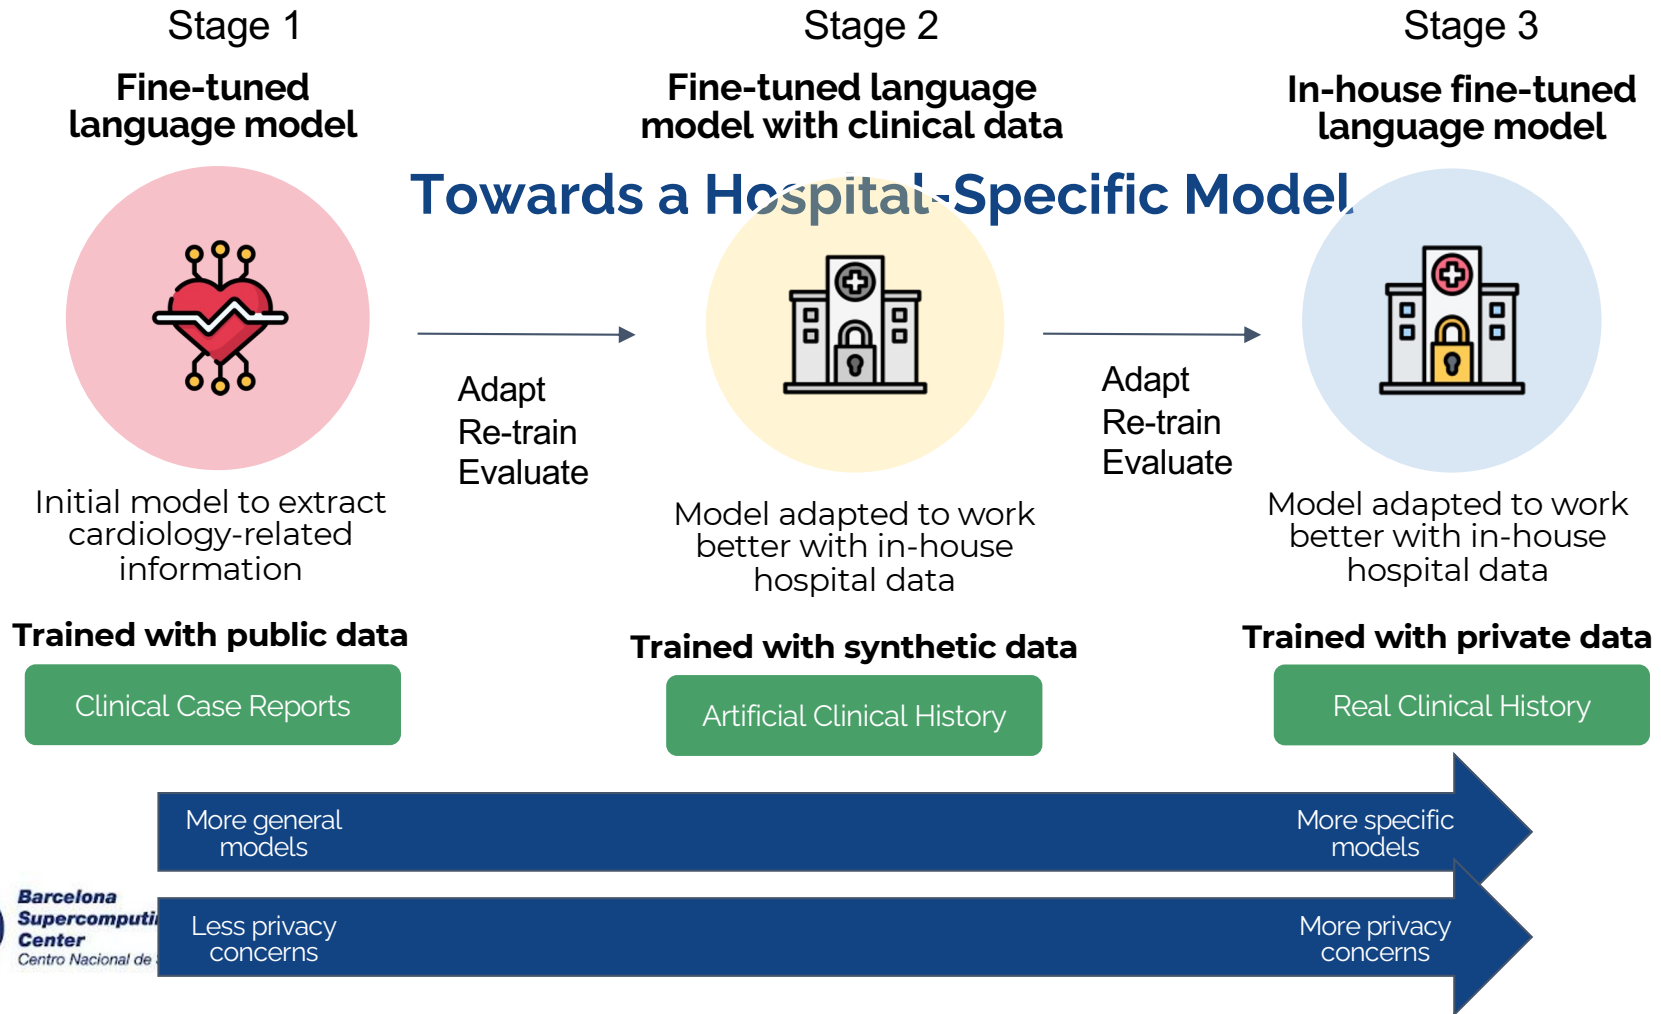 Stage 1
Fine-tuned
language model
Stage 2
Fine-tuned language
model with clinical data
Stage 3
In-house fine-tuned
language model
Towards a Hospital-Specific Model
Adapt
Re-train
Evaluate
Adapt
Re-train
Evaluate
Initial model to extract
cardiology-related
information
Model adapted to work
better with in-house
hospital data
Model adapted to work
better with in-house
hospital data
Trained with public data
Trained with synthetic data
Trained with private data
Clinical Case Reports
Artificial Clinical History
Real Clinical History
More general
models
More specific
models
Barcelona
Supercomputi
Center
Centro Nacional de
Less privacy
concerns
More privacy
concerns